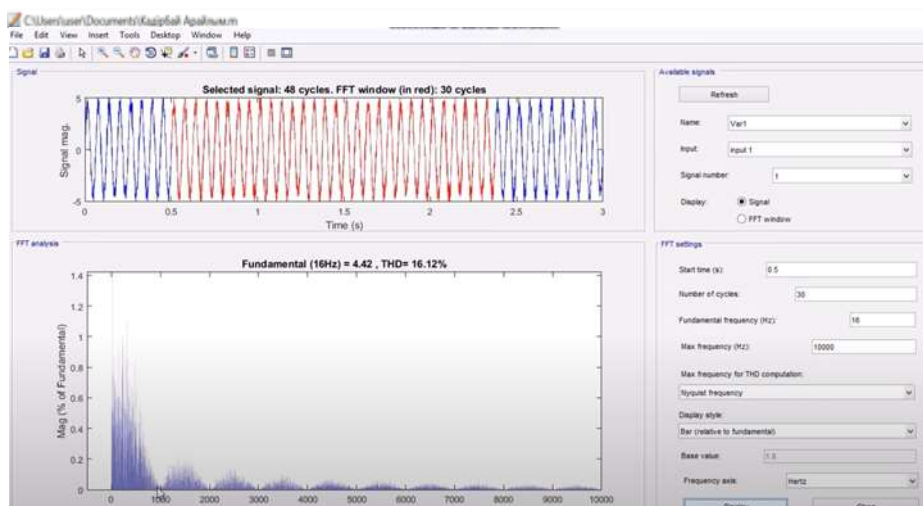 C:\Users\user\Documents\Кадірбай Арайлым.m
File Edit View Insert Tools Desktop Window Help
Signal
Selected signal: 48 cycles. FFT window (in red): 30 cycles
Signal mag.
5
0
-5
0 0.5 1 1.5 2 2.5 3
Time (s)
FFT analysis
Fundamental (16Hz) = 4.42 , THD= 16.12%
Mag (% of Fundamental)
1.4
1.2
1
0.8
0.6
0.4
0.2
0
0 1000 2000 3000 4000 5000 6000 7000 8000 9000 10000
Available signals
Refresh
Name: Var1
Input: input 1
Signal number: 1
Display: Signal
FFT window
FFT settings
Start time (s): 0.5
Number of cycles: 30
Fundamental frequency (Hz): 16
Max frequency (Hz): 10000
Max frequency for THD computation:
Nyquist frequency
Display style:
Bar (relative to fundamental)
Base value: 1.0
Frequency axis: Hertz